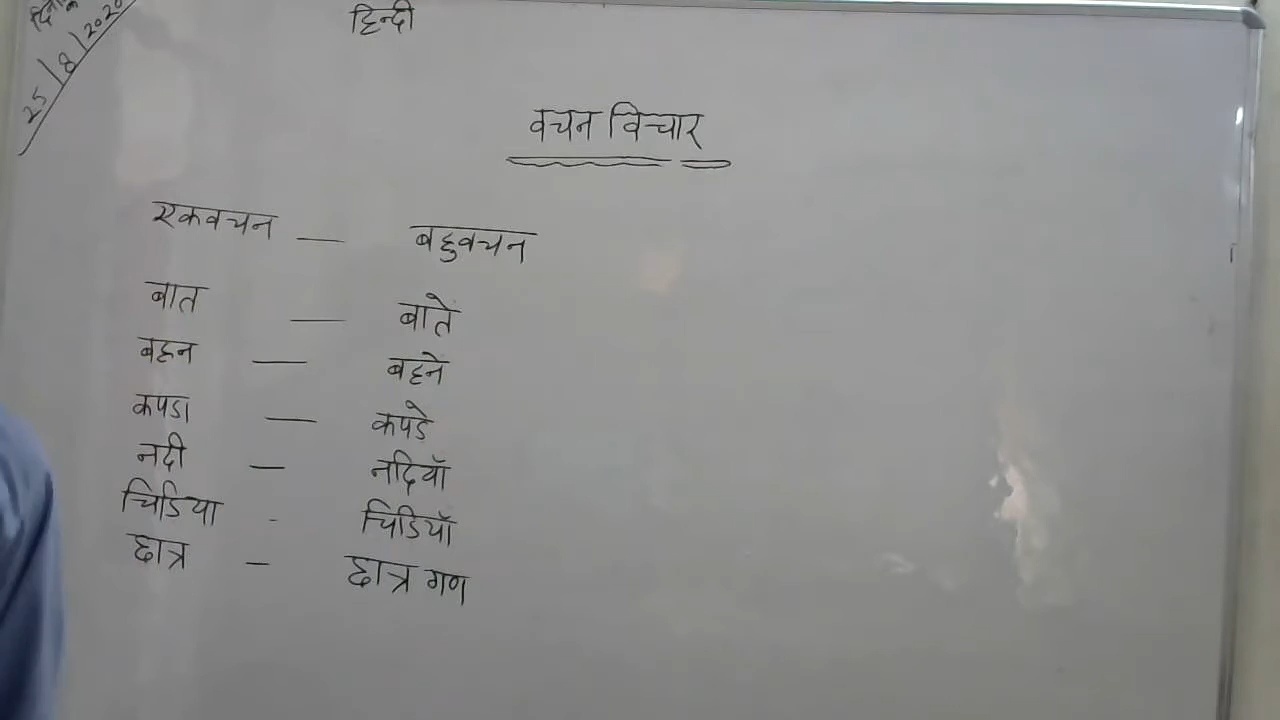 दिनांक
25/8/2020
हिन्दी
वचन विचार
एकवचन — बहुवचन
बात — बातें
बहन — बहने
कपडा — कपडे
नदी — नदियाँ
चिडिया - चिडियाँ
छात्र — छात्र गण